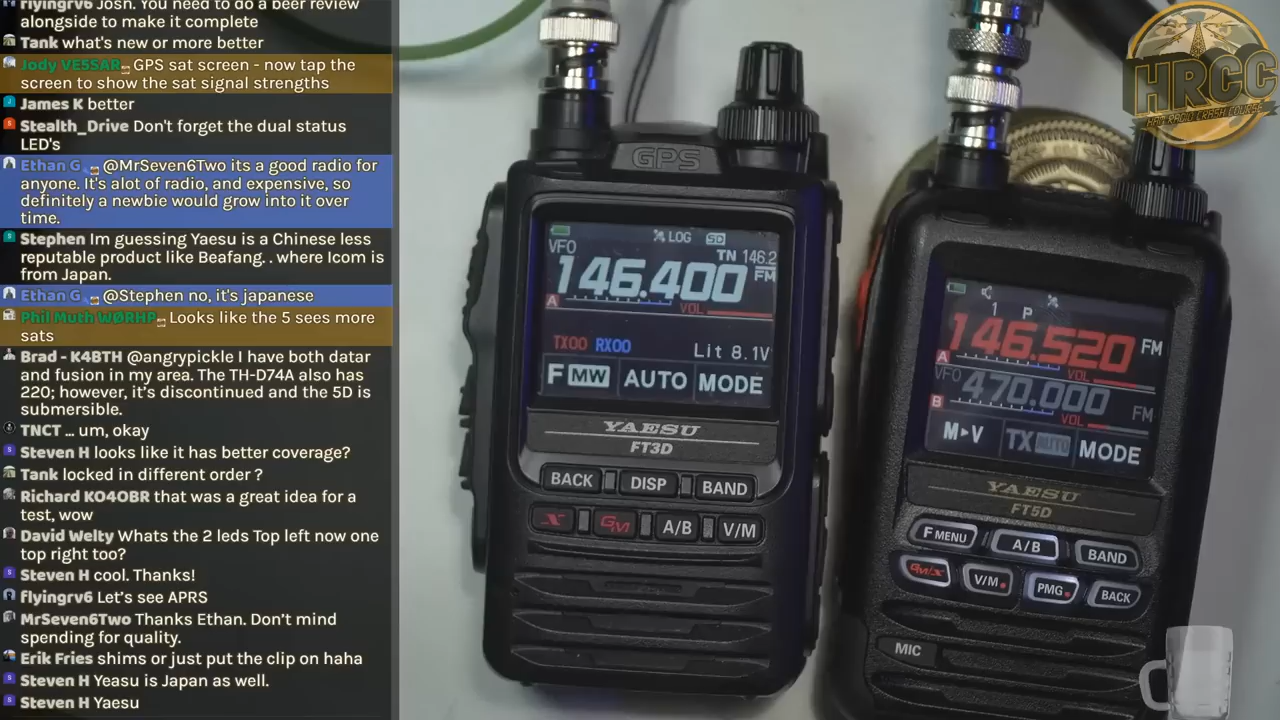 flyingrv6 Josh. You need to do a beer review
alongside to make it complete
Tank what's new or more better
Jody VE5SAR GPS sat screen - now tap the
screen to show the sat signal strengths
James K better
Stealth_Drive Don't forget the dual status
LED's
Ethan G @MrSeven6Two its a good radio for
anyone. It's alot of radio, and expensive, so
definitely a newbie would grow into it over
time.
Stephen Im guessing Yaesu is a Chinese less
reputable product like Beafang. . where Icom is
from Japan.
Ethan G @Stephen no, it's japanese
Phil Muth WØRHP Looks like the 5 sees more
sats
Brad - K4BTH @angrypickle I have both datar
and fusion in my area. The TH-D74A also has
220; however, it's discontinued and the 5D is
submersible.
TNCT ... um, okay
Steven H looks like it has better coverage?
Tank locked in different order ?
Richard KO4OBR that was a great idea for a
test, wow
David Welty Whats the 2 leds Top left now one
top right too?
Steven H cool. Thanks!
flyingrv6 Let's see APRS
MrSeven6Two Thanks Ethan. Don't mind
spending for quality.
Erik Fries shims or just put the clip on haha
Steven H Yeasu is Japan as well.
Steven H Yaesu
GPS
LOG SD
VFO TN 146.2
146.400 FM
A VOL
TX00 RX00 Lit 8.1V
F MW AUTO MODE
YAESU
FT3D
BACK DISP BAND
X GM A/B V/M
1 P
146.520 FM
A VOL
VFO 470.000 FM
B VOL
M►V TX AUTO MODE
YAESU
FT5D
F MENU A/B BAND
GM/X V/M PMG BACK
MIC
HRCC
HAM RADIO CRASH COURSE